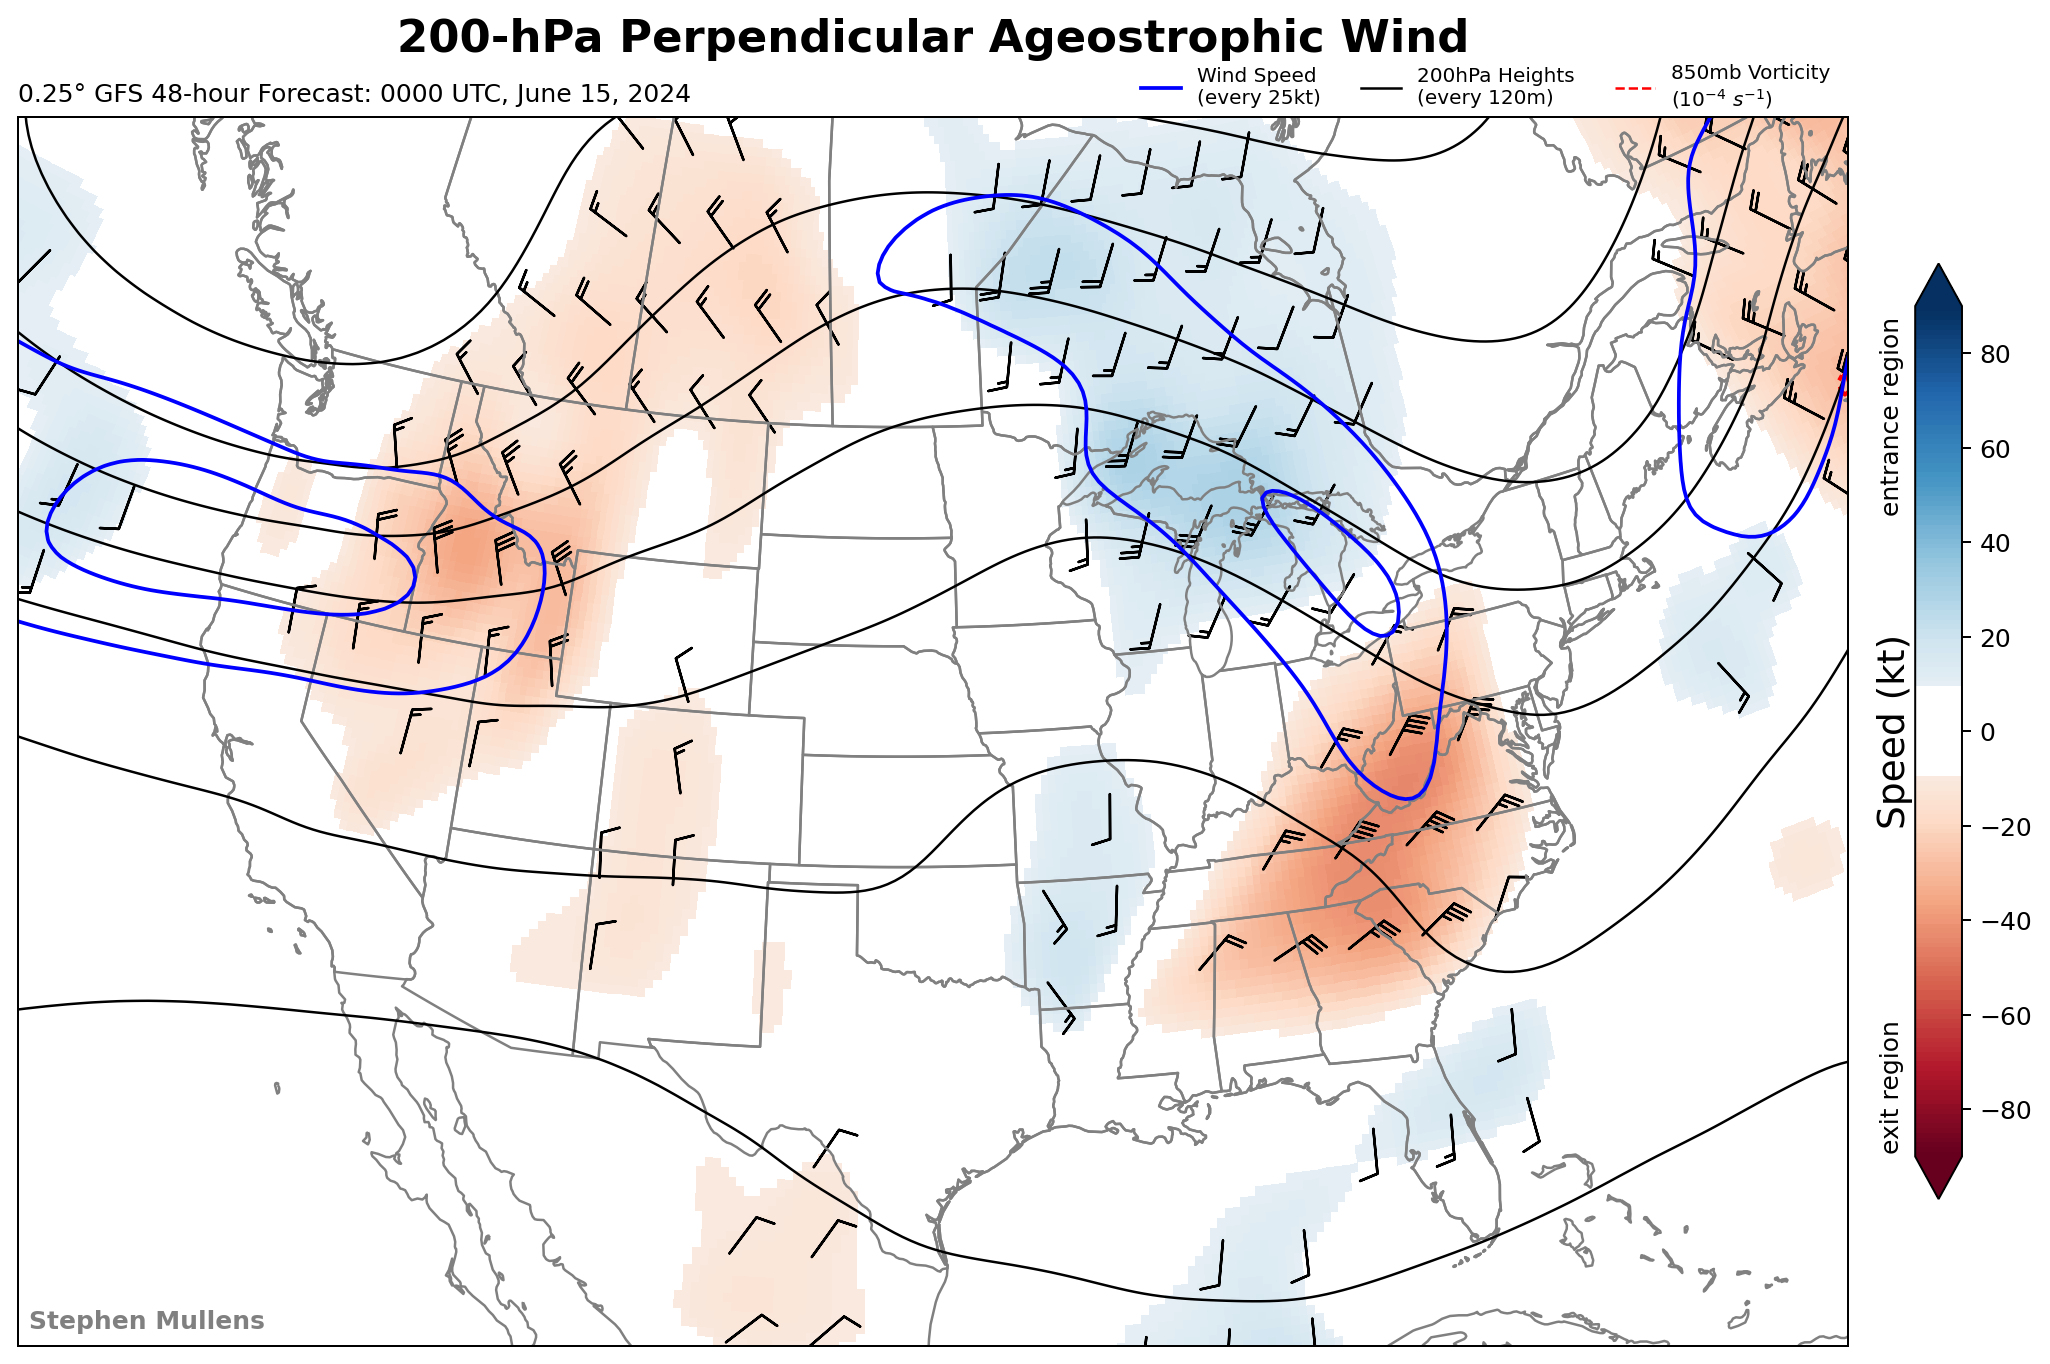 200-hPa Perpendicular Ageostrophic Wind
0.25° GFS 48-hour Forecast: 0000 UTC, June 15, 2024
Wind Speed
(every 25kt)
200hPa Heights
(every 120m)
850mb Vorticity
(10⁻⁴ s⁻¹)
entrance region
Speed (kt)
exit region
80
60
40
20
0
−20
−40
−60
−80
Stephen Mullens